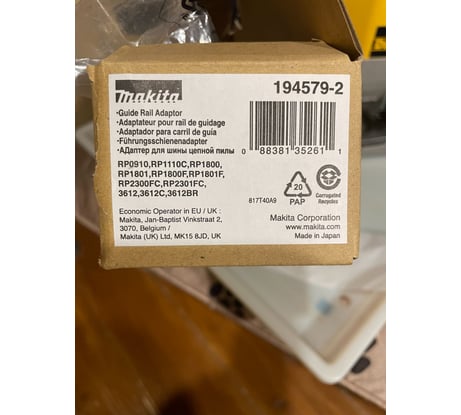 makita
194579-2
•Guide Rail Adaptor
•Adaptateur pour rail de guidage
•Adaptador para carril de guía
•Führungsschienenadapter
•АДаптер для шины цепной пилы
0 88381 35261 1
RP0910,RP1110C,RP1800,
RP1801,RP1800F,RP1801F,
RP2300FC,RP2301FC,
3612,3612C,3612BR
20
PAP
Corrugated
Recycles
817T40A9
Economic Operator in EU / UK :
Makita, Jan-Baptist Vinkstraat 2,
3070, Belgium /
Makita (UK) Ltd, MK15 8JD, UK
Makita Corporation
www.makita.com
Made in Japan